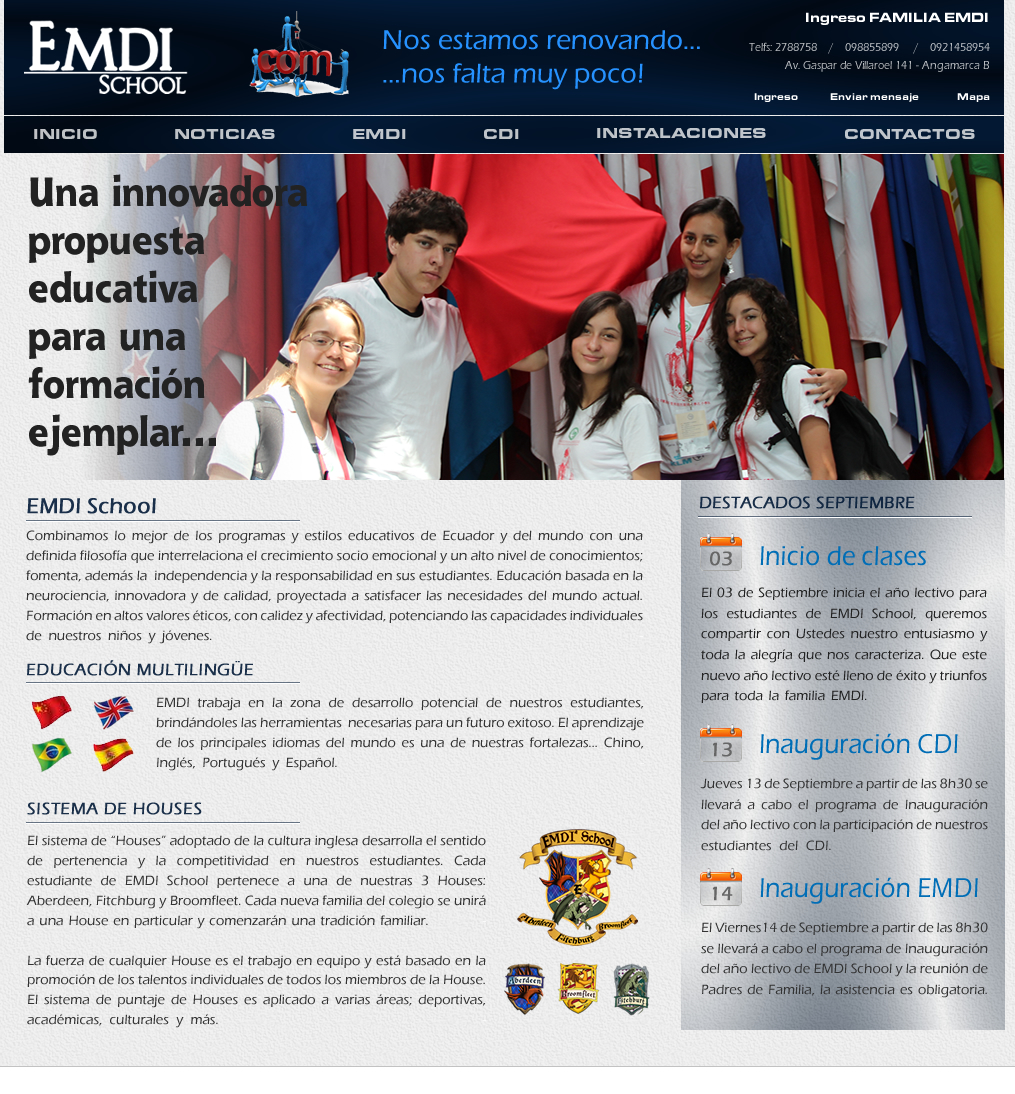 EMDI
SCHOOL
.com
Nos estamos renovando...
...nos falta muy poco!
Ingreso FAMILIA EMDI
Telfs: 2788758 / 098855899 / 0921458954
Av. Gaspar de Villaroel 141 - Angamarca B
Ingreso Enviar mensaje Mapa
INICIO NOTICIAS EMDI CDI INSTALACIONES CONTACTOS
Una innovadora
propuesta
educativa
para una
formación
ejemplar...
EMDI School
Combinamos lo mejor de los programas y estilos educativos de Ecuador y del mundo con una
definida filosofía que interrelaciona el crecimiento socio emocional y un alto nivel de conocimientos;
fomenta, además la independencia y la responsabilidad en sus estudiantes. Educación basada en la
neurociencia, innovadora y de calidad, proyectada a satisfacer las necesidades del mundo actual.
Formación en altos valores éticos, con calidez y afectividad, potenciando las capacidades individuales
de nuestros niños y jóvenes.
EDUCACIÓN MULTILINGÜE
EMDI trabaja en la zona de desarrollo potencial de nuestros estudiantes,
brindándoles las herramientas necesarias para un futuro exitoso. El aprendizaje
de los principales idiomas del mundo es una de nuestras fortalezas... Chino,
Inglés, Portugués y Español.
SISTEMA DE HOUSES
El sistema de “Houses” adoptado de la cultura inglesa desarrolla el sentido
de pertenencia y la competitividad en nuestros estudiantes. Cada
estudiante de EMDI School pertenece a una de nuestras 3 Houses:
Aberdeen, Fitchburg y Broomfleet. Cada nueva familia del colegio se unirá
a una House en particular y comenzarán una tradición familiar.
La fuerza de cualquier House es el trabajo en equipo y está basado en la
promoción de los talentos individuales de todos los miembros de la House.
El sistema de puntaje de Houses es aplicado a varias áreas; deportivas,
académicas, culturales y más.
EMDI School
Aberdeen Fitchburg Broomfleet
Aberdeen
Broomfleet
Fitchburg
DESTACADOS SEPTIEMBRE
03 Inicio de clases
El 03 de Septiembre inicia el año lectivo para
los estudiantes de EMDI School, queremos
compartir con Ustedes nuestro entusiasmo y
toda la alegría que nos caracteriza. Que este
nuevo año lectivo esté lleno de éxito y triunfos
para toda la familia EMDI.
13 Inauguración CDI
Jueves 13 de Septiembre a partir de las 8h30 se
llevará a cabo el programa de Inauguración
del año lectivo con la participación de nuestros
estudiantes del CDI.
14 Inauguración EMDI
El Viernes14 de Septiembre a partir de las 8h30
se llevará a cabo el programa de Inauguración
del año lectivo de EMDI School y la reunión de
Padres de Familia, la asistencia es obligatoria.